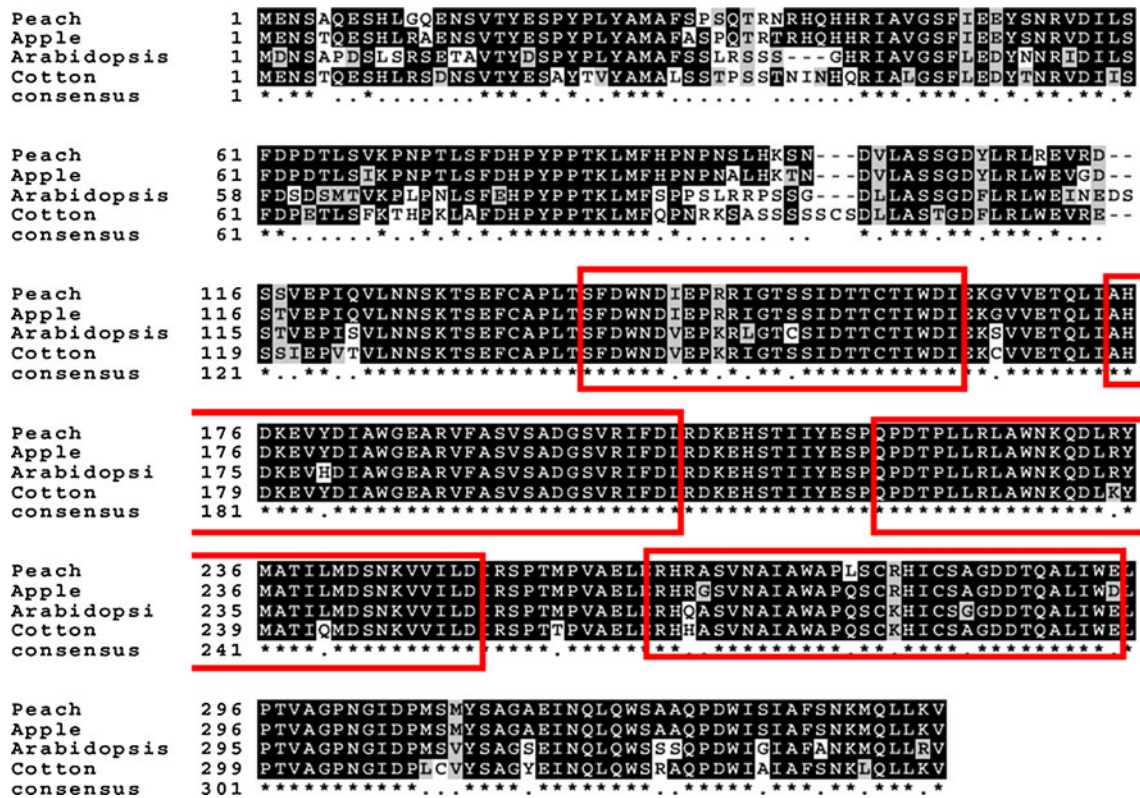 Peach 1 MENSAQESHLGQENSVTYESPYPLYAMAFSPSQTRNRHQHHRIAVGSFIEEYSNRVDILS
Apple 1 MENSTQESHLRAENSVTYESPYPLYAMAFASPQTRTRHQHHRIAVGSFIEEYSNRVDILS
Arabidopsis 1 MDNSAPDSLSRSETAVTYDSPYPLYAMAFSSLRSSS---GHRIAVGSFLEDYNNRIDILS
Cotton 1 MENSTQESHLRSDNSVTYESAYTVYAMALSSTPSSTNINHQRIALGSFLEDYTNRVDIIS
consensus 1
Peach 61 FDPDTLSVKPNPTLSFDHPYPPTKLMFHPNPNSLHKSN---DVLASSGDYLRLREVRD--
Apple 61 FDPDTLSIKPNPTLSFDHPYPPTKLMFHPNPNALHKTN---DVLASSGDYLRLWEVGD--
Arabidopsis 58 FDSDSMTVKPLPNLSFEHPYPPTKLMFSPPSLRRPSSG---DLLASSGDFLRLWEINEDS
Cotton 61 FDPETLSFKTHPKLAFDHPYPPTKLMFQPNRKSASSSSSCSDLLASTGDFLRLWEVRE--
consensus 61
Peach 116 SSVEPIQVLNNSKTSEFCAPLTSFDWNDIEPRRIGTSSIDTTCTIWDIEKGVVETQLIAH
Apple 116 STVEPIQVLNNSKTSEFCAPLTSFDWNDIEPRRIGTSSIDTTCTIWDIEKGVVETQLIAH
Arabidopsis 115 STVEPISVLNNSKTSEFCAPLTSFDWNDVEPKRLGTCSIDTTCTIWDIEKSVVETQLIAH
Cotton 119 SSIEPVTVLNNSKTSEFCAPLTSFDWNDVEPKRIGTSSIDTTCTIWDIEKCVVETQLIAH
consensus 121 *..**..*********************.**.*.**.*************.*********
Peach 176 DKEVYDIAWGEARVFASVSADGSVRIFDLRDKEHSTIIYESPQPDTPLLRLAWNKQDLRY
Apple 176 DKEVYDIAWGEARVFASVSADGSVRIFDLRDKEHSTIIYESPQPDTPLLRLAWNKQDLRY
Arabidopsi 175 DKEVHDIAWGEARVFASVSADGSVRIFDLRDKEHSTIIYESPQPDTPLLRLAWNKQDLRY
Cotton 179 DKEVYDIAWGEARVFASVSADGSVRIFDLRDKEHSTIIYESPQPDTPLLRLAWNKQDLKY
consensus 181 ****.*****************************************************.*
Peach 236 MATILMDSNKVVILDIRSPTMPVAELERHRASVNAIAWAPLSCRHICSAGDDTQALIWEL
Apple 236 MATILMDSNKVVILDIRSPTMPVAELERHRGSVNAIAWAPQSCRHICSAGDDTQALIWDL
Arabidopsi 235 MATILMDSNKVVILDIRSPTMPVAELERHQASVNAIAWAPQSCKHICSGGDDTQALIWEL
Cotton 239 MATIQMDSNKVVILDIRSPTTPVAELERHHASVNAIAWAPQSCKHICSAGDDTQALIWEL
consensus 241 ****.***************.********..*********.**.****.*********.*
Peach 296 PTVAGPNGIDPMSMYSAGAEINQLQWSAAQPDWISIAFSNKMQLLKV
Apple 296 PTVAGPNGIDPMSMYSAGAEINQLQWSAAQPDWISIAFSNKMQLLKV
Arabidopsis 295 PTVAGPNGIDPMSVYSAGSEINQLQWSSSQPDWIGIAFANKMQLLRV
Cotton 299 PTVAGPNGIDPLCVYSAGYEINQLQWSRAQPDWIAIAFSNKLQLLKV
consensus 301 ***********...****.********..*****.***.**.***.*